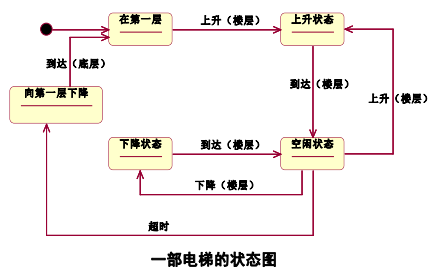 在第一层
上升（楼层）
上升状态
到达（底层）
到达（楼层）
向第一层下降
上升（楼层）
下降状态
到达（楼层）
空闲状态
下降（楼层）
超时
一部电梯的状态图